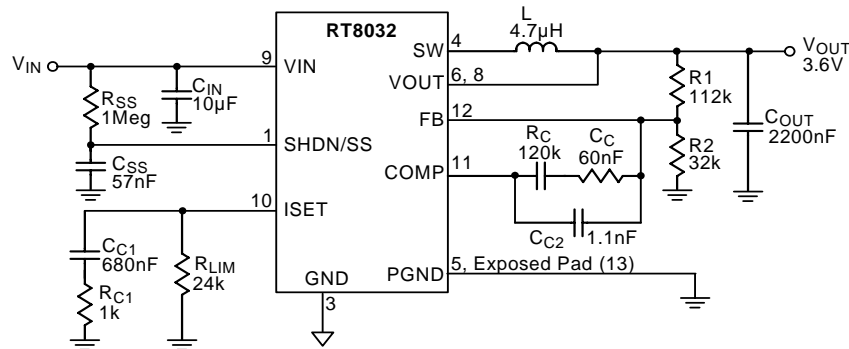 RT8032
L
4.7µH
VIN
9
VIN
SW
4
VOUT
3.6V
VOUT
6, 8
R1
112k
CIN
10µF
RSS
1Meg
FB
12
COUT
2200nF
1
SHDN/SS
RC
120k
CC
60nF
R2
32k
CSS
57nF
COMP
11
10
ISET
CC2
1.1nF
CC1
680nF
RLIM
24k
GND
PGND
5, Exposed Pad (13)
RC1
1k
3